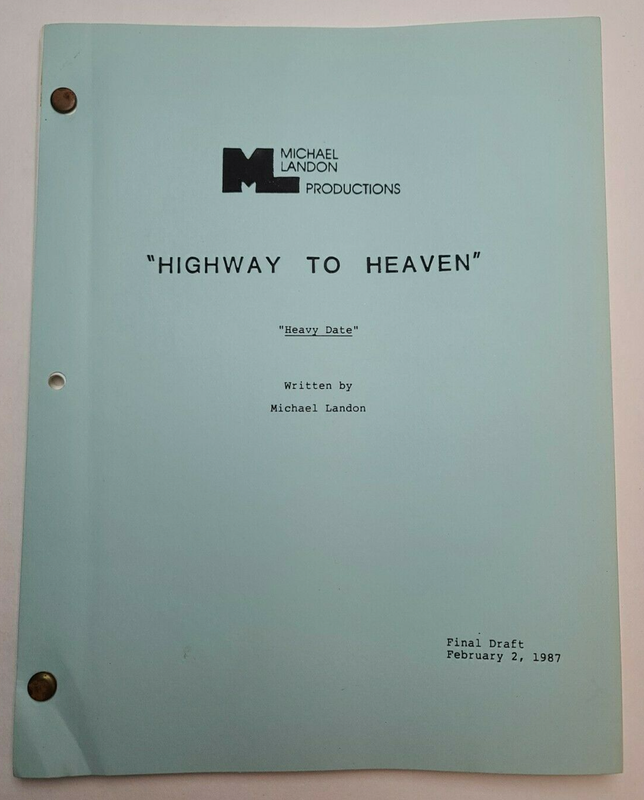 ML MICHAEL
LANDON
PRODUCTIONS
"HIGHWAY TO HEAVEN"
"Heavy Date"
Written by
Michael Landon
Final Draft
February 2, 1987